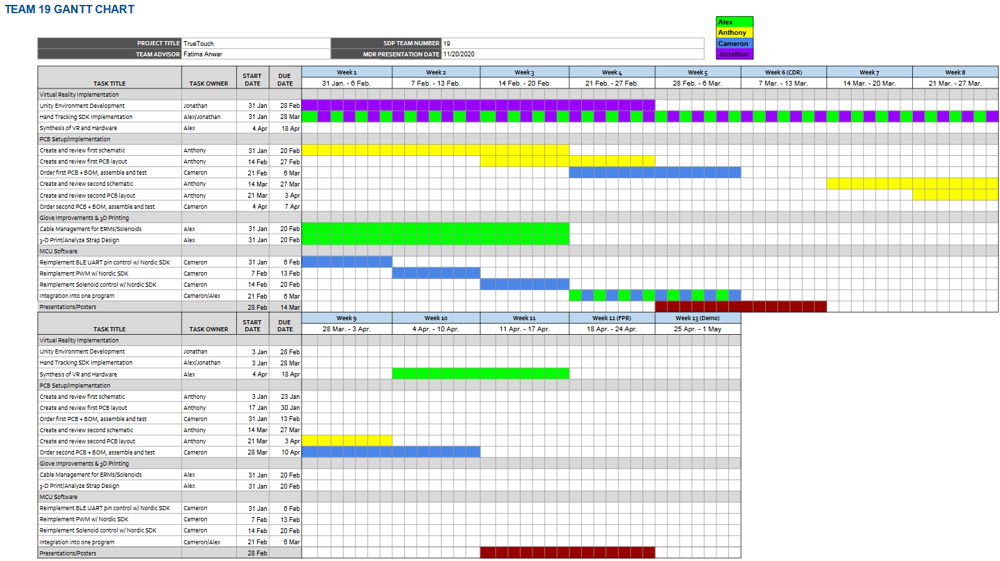 TEAM 19 GANTT CHART
Alex
Anthony
Cameron
Jonathan
PROJECT TITLE TrueTouch SDP TEAM NUMBER 19
TEAM ADVISOR Fatima Anwar MDR PRESENTATION DATE 11/20/2020
TASK TITLE TASK OWNER START DATE DUE DATE Week 1 Week 2 Week 3 Week 4 Week 5 Week 6 (CDR) Week 7 Week 8
31 Jan. - 6 Feb. 7 Feb. - 13 Feb. 14 Feb. - 20 Feb. 21 Feb. - 27 Feb. 28 Feb. - 6 Mar. 7 Mar. - 13 Mar. 14 Mar. - 20 Mar. 21 Mar. - 27 Mar.
Virtual Reality Implementation
Unity Environment Development Jonathan 31 Jan 28 Feb
Hand Tracking SDK Implementation Alex/Jonathan 31 Jan 28 Mar
Synthesis of VR and Hardware Alex 4 Apr 18 Apr
PCB Setup/Implementation
Create and review first schematic Anthony 31 Jan 20 Feb
Create and review first PCB layout Anthony 14 Feb 27 Feb
Order first PCB + BOM, assemble and test Cameron 21 Feb 6 Mar
Create and review second schematic Anthony 14 Mar 27 Mar
Create and review second PCB layout Anthony 21 Mar 3 Apr
Order second PCB + BOM, assemble and test Cameron 4 Apr 7 Apr
Glove Improvements & 3D Printing
Cable Management for ERMs/Solenoids Alex 31 Jan 20 Feb
3-D Print/Analyze Strap Design Alex 31 Jan 20 Feb
MCU Software
Reimplement BLE UART pin control w/ Nordic SDK Cameron 31 Jan 6 Feb
Reimplement PWM w/ Nordic SDK Cameron 7 Feb 13 Feb
Reimplement Solenoid control w/ Nordic SDK Cameron 14 Feb 20 Feb
Integration into one program Cameron/Alex 21 Feb 6 Mar
Presentations/Posters 28 Feb 14 Mar
TASK TITLE TASK OWNER START DATE DUE DATE Week 9 Week 10 Week 11 Week 12 (FPR) Week 13 (Demo)
28 Mar. - 3 Apr. 4 Apr. - 10 Apr. 11 Apr. - 17 Apr. 18 Apr. - 24 Apr. 25 Apr. - 1 May
Virtual Reality Implementation
Unity Environment Development Jonathan 3 Jan 28 Feb
Hand Tracking SDK Implementation Alex/Jonathan 3 Jan 28 Mar
Synthesis of VR and Hardware Alex 4 Apr 18 Apr
PCB Setup/Implementation
Create and review first schematic Anthony 3 Jan 23 Jan
Create and review first PCB layout Anthony 17 Jan 30 Jan
Order first PCB + BOM, assemble and test Cameron 31 Jan 13 Feb
Create and review second schematic Anthony 14 Mar 27 Mar
Create and review second PCB layout Anthony 21 Mar 3 Apr
Order second PCB + BOM, assemble and test Cameron 28 Mar 10 Apr
Glove Improvements & 3D Printing
Cable Management for ERMs/Solenoids Alex 31 Jan 20 Feb
3-D Print/Analyze Strap Design Alex 31 Jan 20 Feb
MCU Software
Reimplement BLE UART pin control w/ Nordic SDK Cameron 31 Jan 6 Feb
Reimplement PWM w/ Nordic SDK Cameron 7 Feb 13 Feb
Reimplement Solenoid control w/ Nordic SDK Cameron 14 Feb 20 Feb
Integration into one program Cameron/Alex 21 Feb 6 Mar
Presentations/Posters 28 Feb